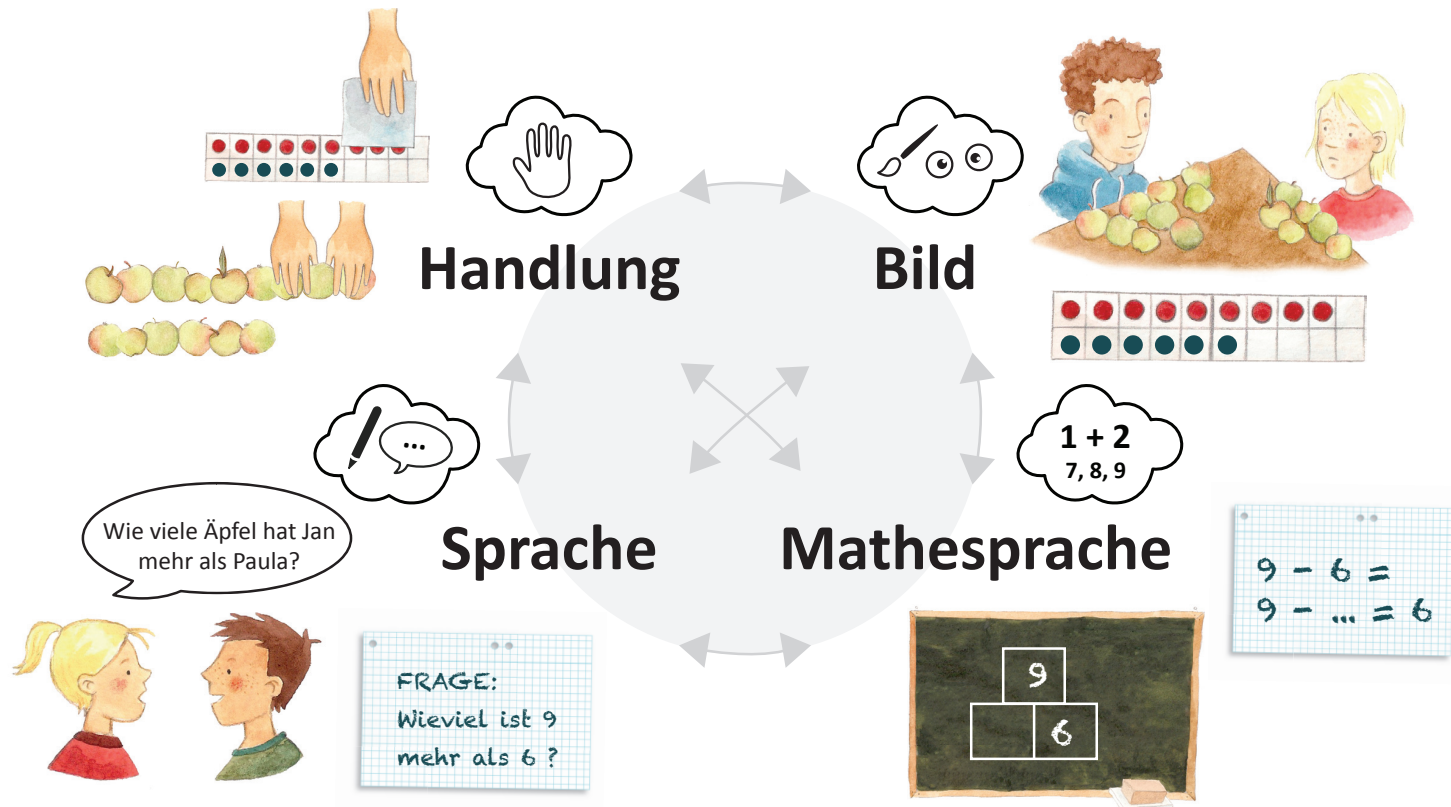 Handlung
Bild
...
1 + 2
7, 8, 9
Wie viele Äpfel hat Jan
mehr als Paula?
Sprache
Mathesprache
9 - 6 =
9 - ... = 6
FRAGE:
Wieviel ist 9
mehr als 6 ?
9
6